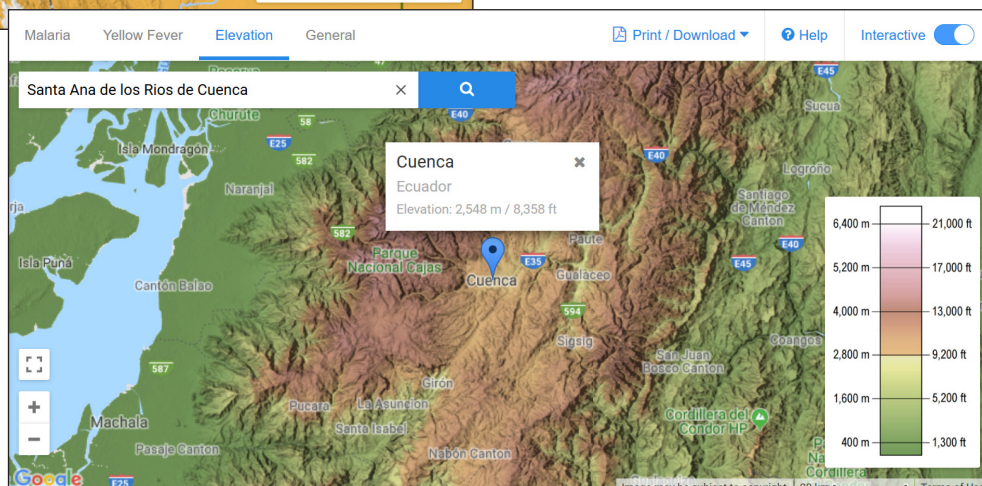 Malaria Yellow Fever Elevation General Print / Download Help Interactive
Santa Ana de los Rios de Cuenca
E45
Sucua
Churute
58
E40
E25
Isla Mondragón
582
E40
Cuenca
Ecuador
Elevation: 2,548 m / 8,358 ft
Logroño
Naranjal
Santiago
de Méndez
Canton
582
Paute
E40
6,400 m 21,000 ft
Parque
Nacional Cajas
E35
E45
Isla Puná
Cuenca
Gualaceo
5,200 m 17,000 ft
Cantón Balao
594
4,000 m 13,000 ft
Sigsig
San Juan
Bosco Canton
2,800 m 9,200 ft
587
Girón
1,600 m 5,200 ft
Pucara
La Asuncion
Santa Isabel
Cordillera del
Condor HP
Machala
400 m 1,300 ft
Pasaje Canton
Nabon Canton
Cordillera
Google
E25